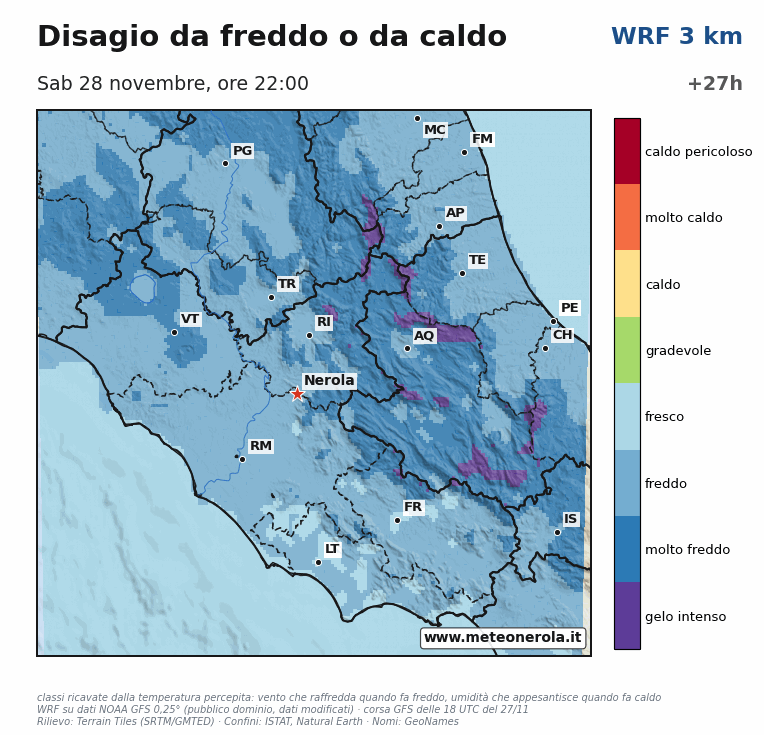 Disagio da freddo o da caldo
WRF 3 km
Sab 28 novembre, ore 22:00
+27h
MC
FM
PG
AP
TE
TR
PE
VT
RI
CH
AQ
Nerola
RM
FR
IS
LT
www.meteonerola.it
caldo pericoloso
molto caldo
caldo
gradevole
fresco
freddo
molto freddo
gelo intenso
classi ricavate dalla temperatura percepita: vento che raffredda quando fa freddo, umidità che appesantisce quando fa caldo
WRF su dati NOAA GFS 0,25° (pubblico dominio, dati modificati) · corsa GFS delle 18 UTC del 27/11
Rilievo: Terrain Tiles (SRTM/GMTED) · Confini: ISTAT, Natural Earth · Nomi: GeoNames